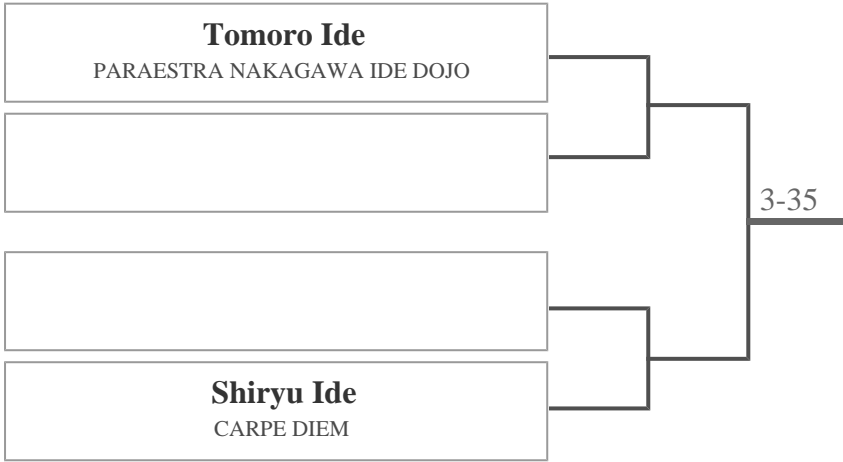 Tomoro Ide
PARAESTRA NAKAGAWA IDE DOJO
3-35
Shiryu Ide
CARPE DIEM